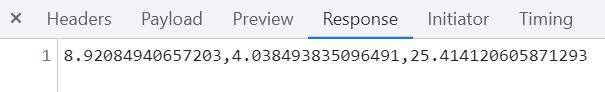 × Headers Payload Preview Response Initiator Timing
1 8.92084940657203,4.038493835096491,25.414120605871293